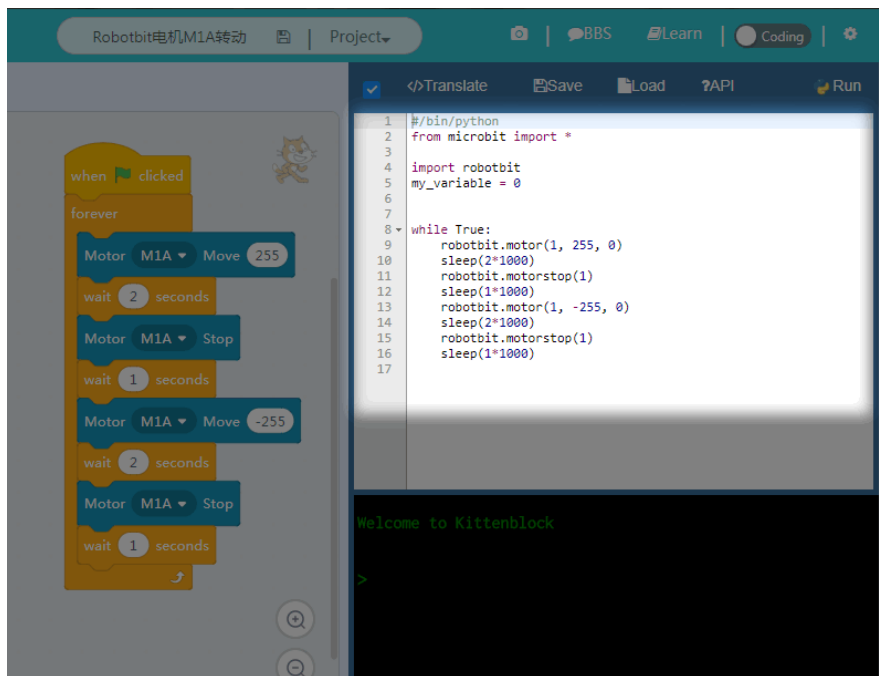 Robotbit电机M1A转动 | Project
| BBS Learn | Coding |
</>Translate Save Load ?API Run
when clicked
forever
Motor M1A Move 255
wait 2 seconds
Motor M1A Stop
wait 1 seconds
Motor M1A Move -255
wait 2 seconds
Motor M1A Stop
wait 1 seconds
1 #/bin/python
2 from microbit import *
3
4 import robotbit
5 my_variable = 0
6
7
8 while True:
9     robotbit.motor(1, 255, 0)
10     sleep(2*1000)
11     robotbit.motorstop(1)
12     sleep(1*1000)
13     robotbit.motor(1, -255, 0)
14     sleep(2*1000)
15     robotbit.motorstop(1)
16     sleep(1*1000)
17
Welcome to Kittenblock
>